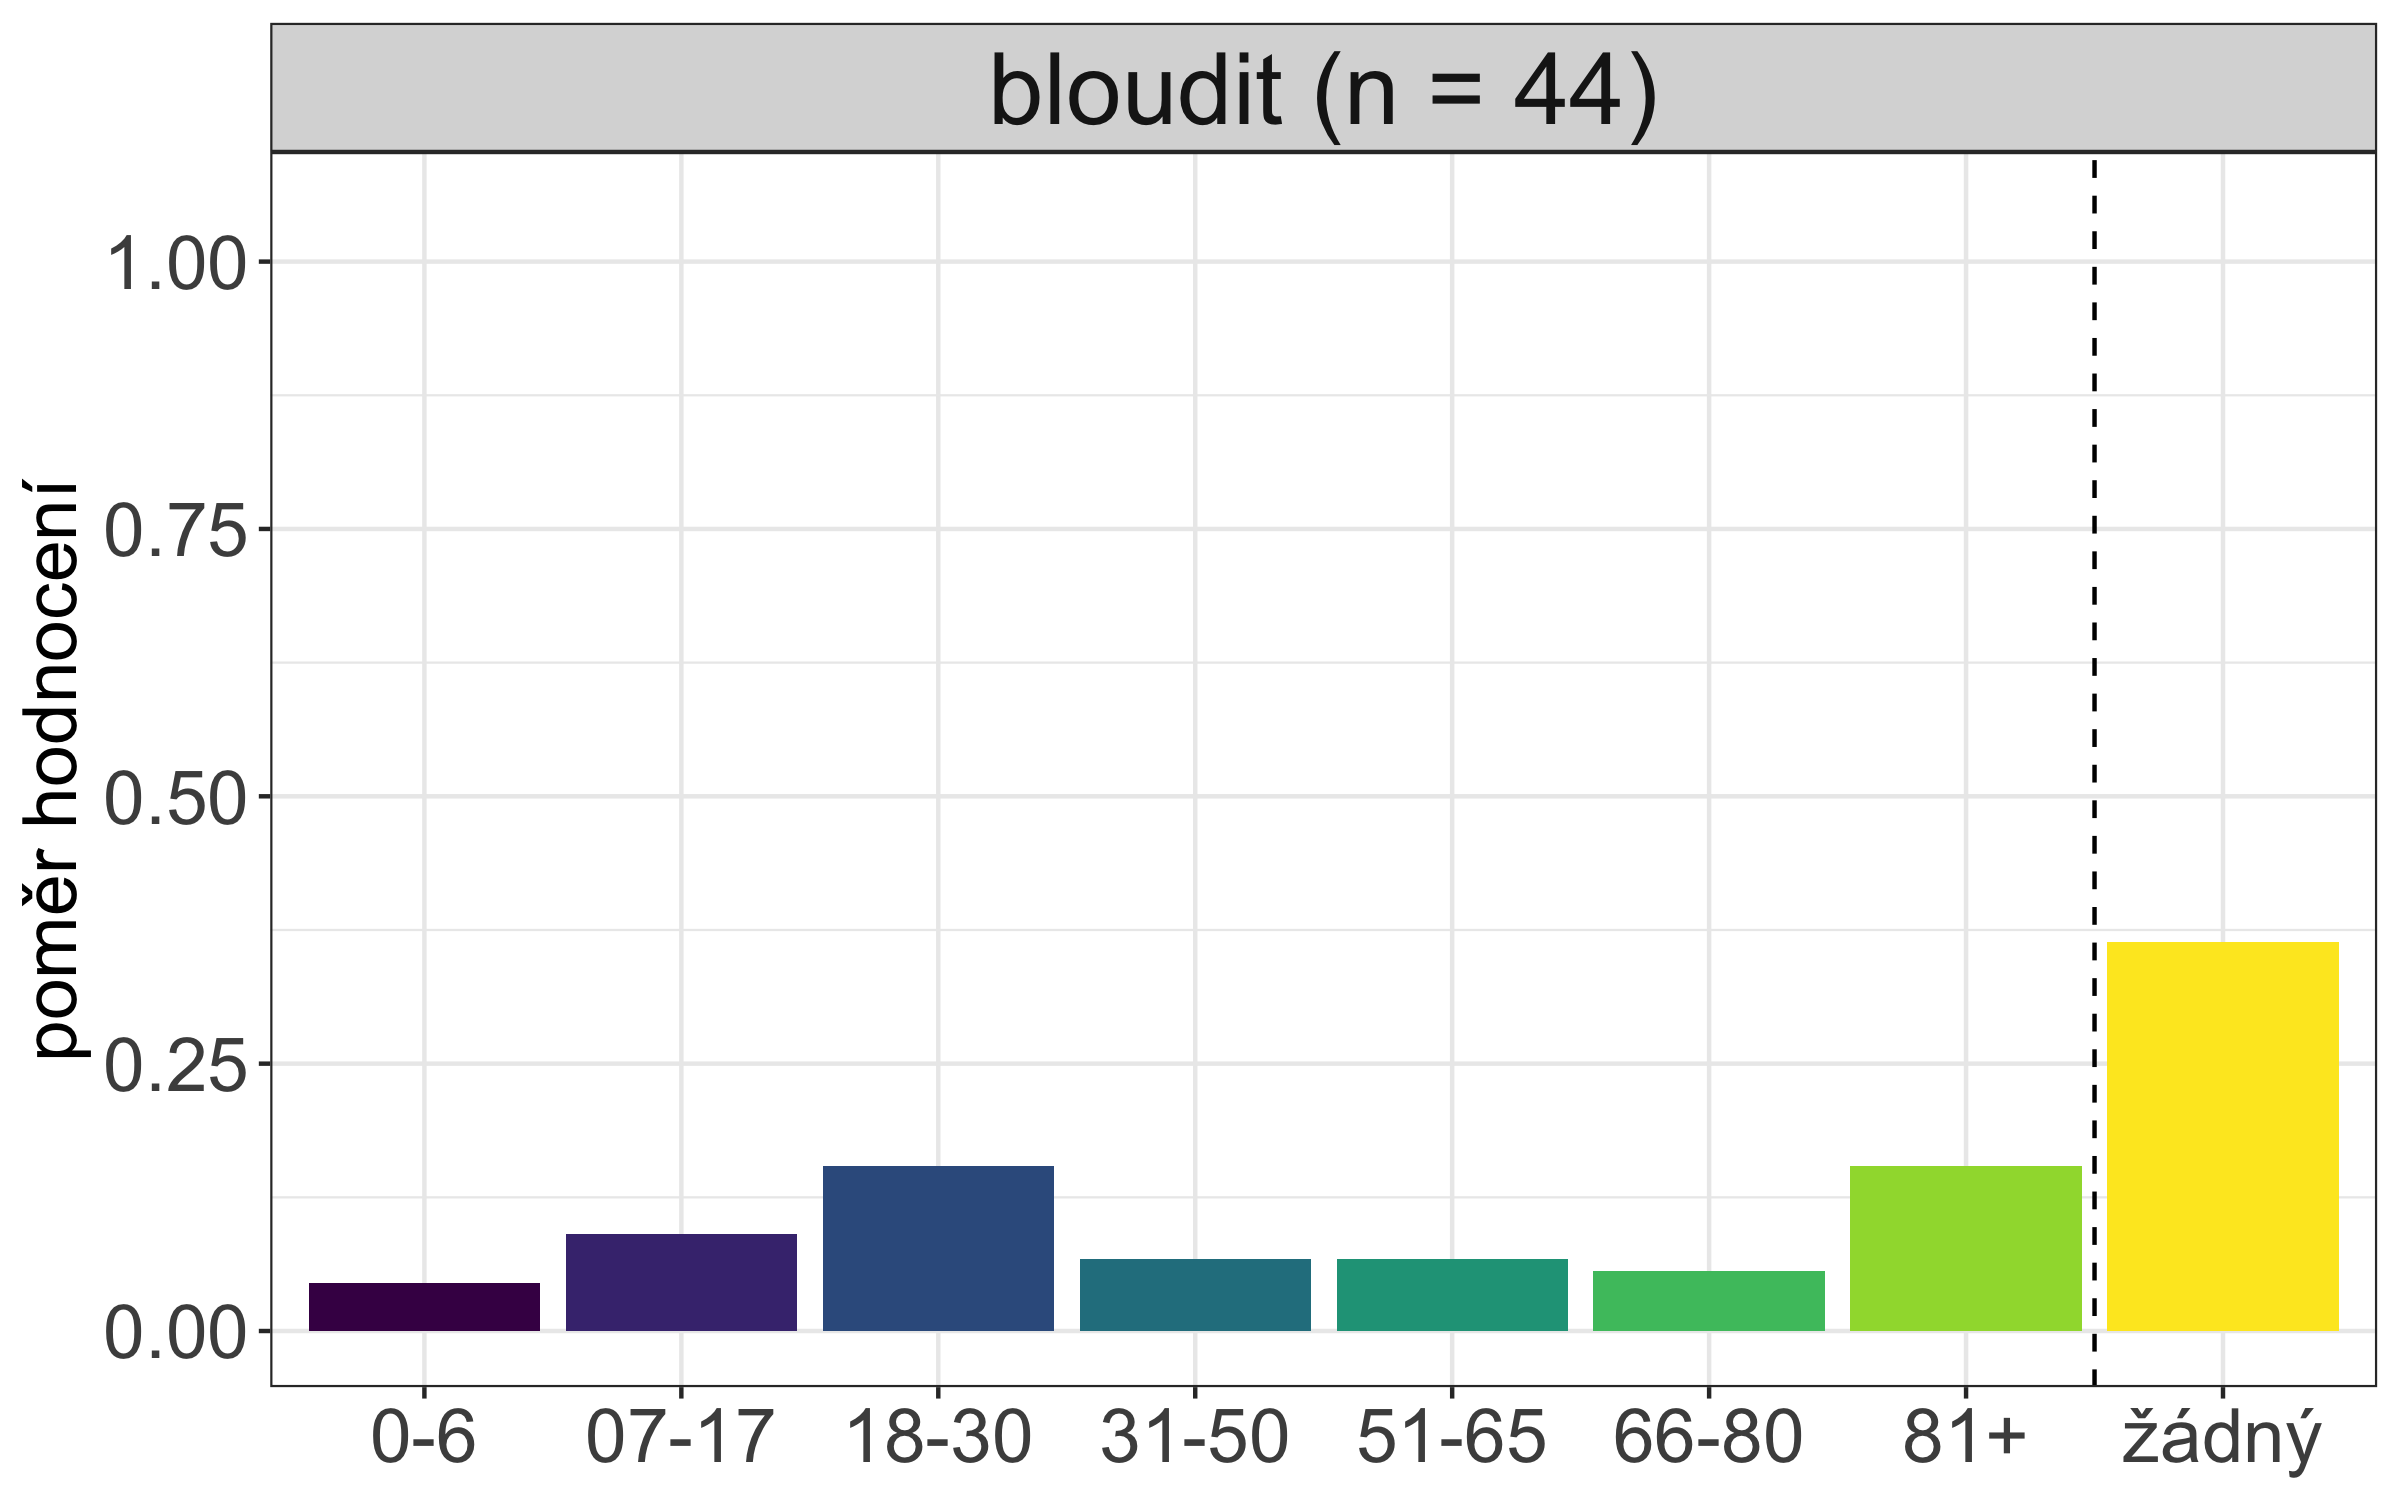 bloudit (n = 44)
poměr hodnocení
1.00
0.75
0.50
0.25
0.00
0-6 07-17 18-30 31-50 51-65 66-80 81+ žádný